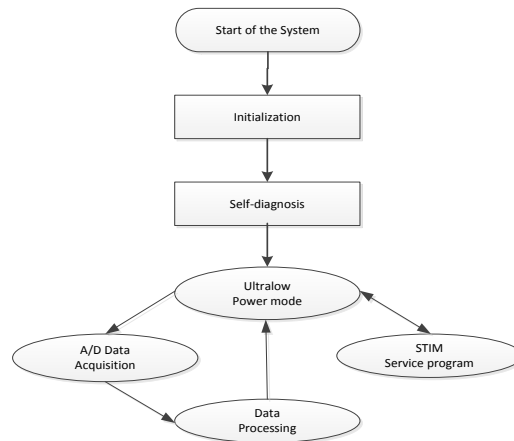 Start of the System
Initialization
Self-diagnosis
Ultralow
Power mode
A/D Data
Acquisition
STIM
Service program
Data
Processing